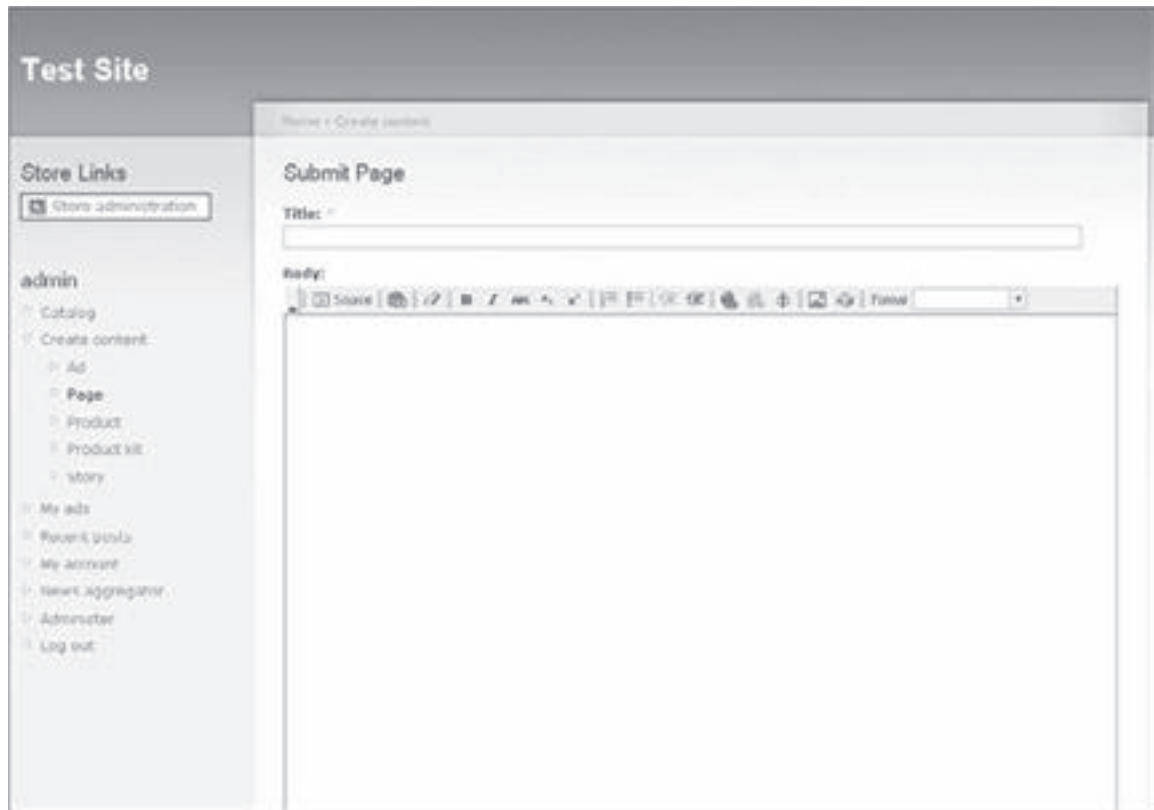 Test Site
Home » Create content
Store Links
Store administration
admin
Catalog
Create content
Ad
Page
Product
Product kit
story
My ads
Recent posts
My account
News aggregator
Administer
Log out
Submit Page
Title: *
Body:
Source
B I ABC
Format